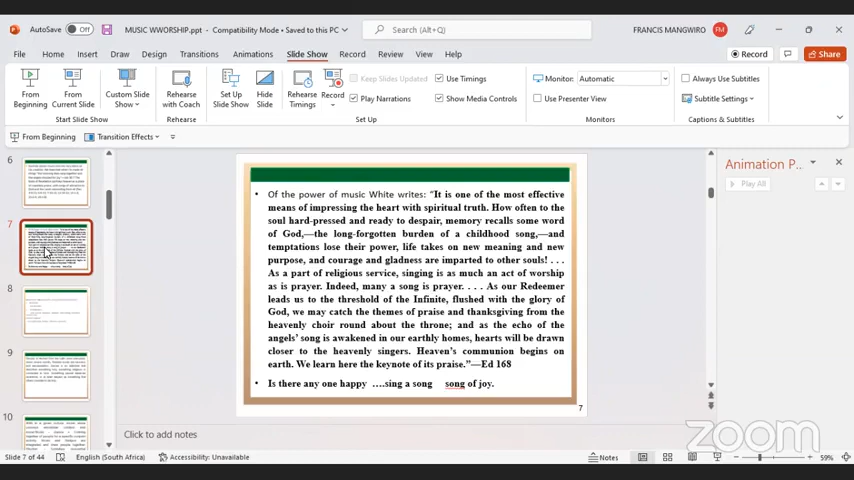 AutoSave Off MUSIC WWORSHIP.ppt - Compatibility Mode • Saved to this PC Search (Alt+Q) FRANCIS MANGWIRO FM
File Home Insert Draw Design Transitions Animations Slide Show Record Review View Help Record Share
From Beginning
From Current Slide
Custom Slide Show
Rehearse with Coach
Set Up Slide Show
Hide Slide
Rehearse Timings
Record
Keep Slides Updated
Use Timings
Play Narrations
Show Media Controls
Monitor: Automatic
Use Presenter View
Always Use Subtitles
Subtitle Settings
Start Slide Show Rehearse Set Up Monitors Captions & Subtitles
From Beginning Transition Effects
6
7
8
9
10
• Of the power of music White writes: “It is one of the most effective
means of impressing the heart with spiritual truth. How often to the
soul hard-pressed and ready to despair, memory recalls some word
of God,—the long-forgotten burden of a childhood song,—and
temptations lose their power, life takes on new meaning and new
purpose, and courage and gladness are imparted to other souls! . . .
As a part of religious service, singing is as much an act of worship
as is prayer. Indeed, many a song is prayer. . . . As our Redeemer
leads us to the threshold of the Infinite, flushed with the glory of
God, we may catch the themes of praise and thanksgiving from the
heavenly choir round about the throne; and as the echo of the
angels’ song is awakened in our earthly homes, hearts will be drawn
closer to the heavenly singers. Heaven’s communion begins on
earth. We learn here the keynote of its praise.”—Ed 168
• Is there any one happy ….sing a song song of joy.
7
Animation P...
Play All
Click to add notes
zoom
Slide 7 of 44 English (South Africa) Accessibility: Unavailable Notes 59%